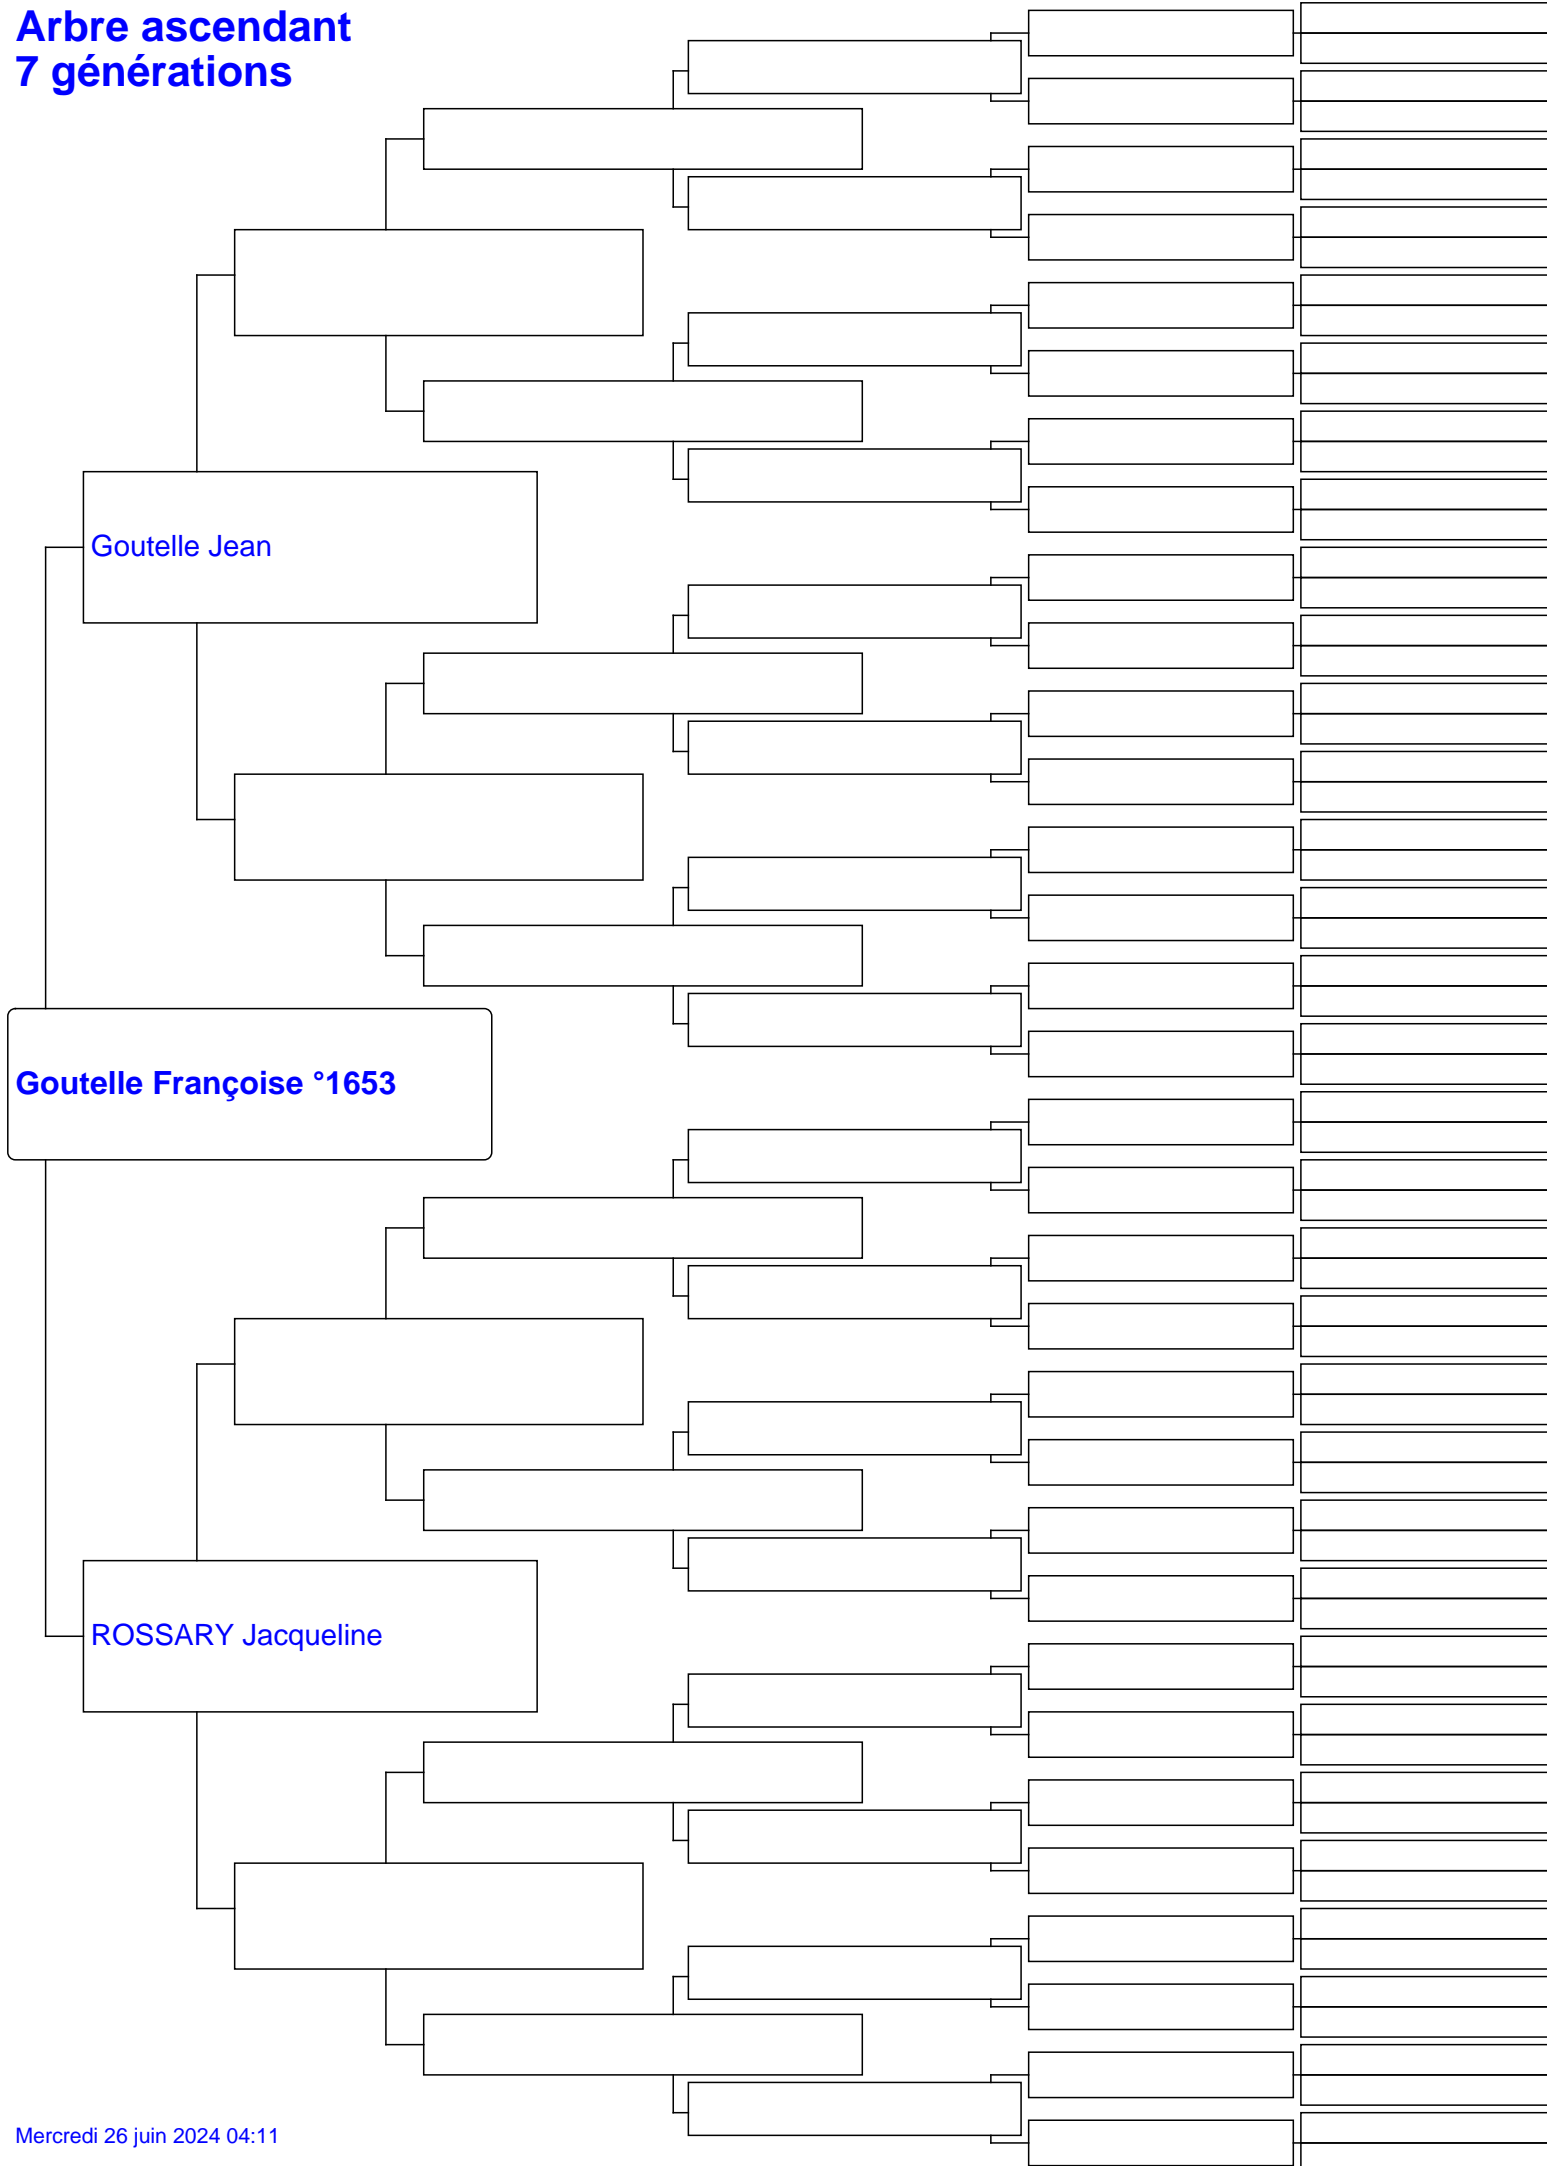 Arbre ascendant
7 générations
Goutelle Jean
Goutelle Françoise °1653
ROSSARY Jacqueline
Mercredi 26 juin 2024 04:11